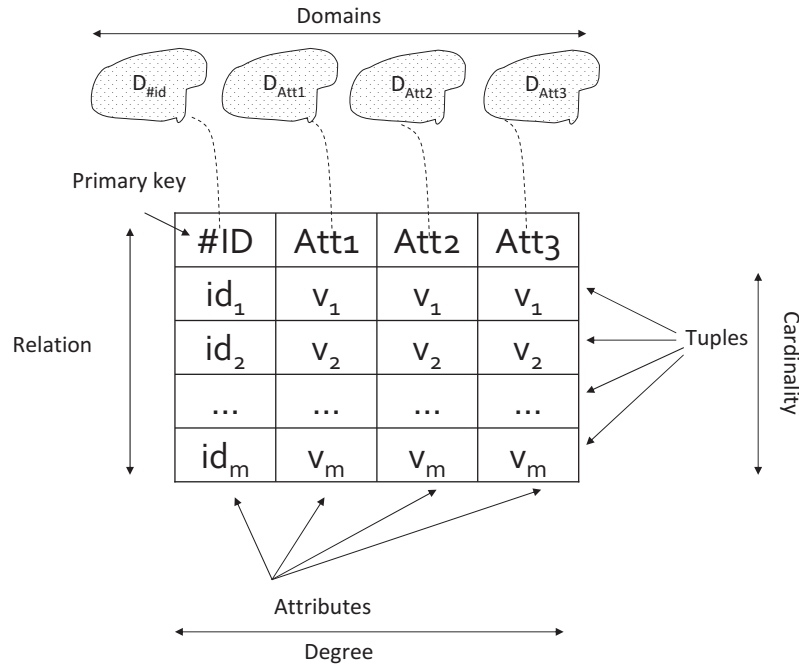 Domains
D#id DAtt1 DAtt2 DAtt3
Primary key
#ID Att1 Att2 Att3
id1 v1 v1 v1
Relation id2 v2 v2 v2 Tuples Cardinality
... ... ... ...
idm vm vm vm
Attributes
Degree